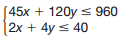 45x + 120y ≤ 960
2x + 4y ≤ 40